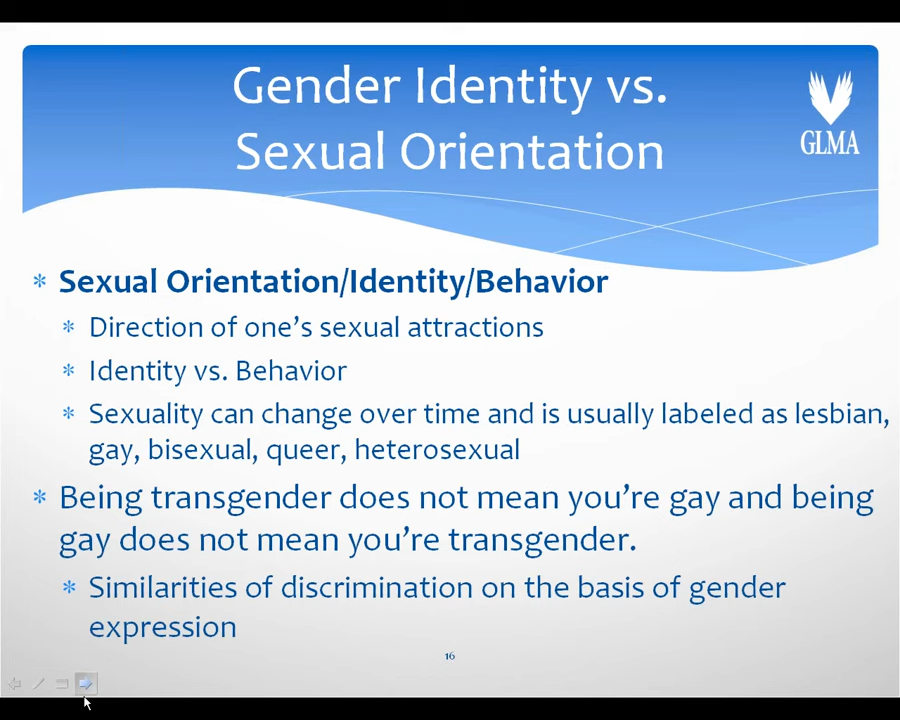 Gender Identity vs.
Sexual Orientation
GLMA
* Sexual Orientation/Identity/Behavior
* Direction of one’s sexual attractions
* Identity vs. Behavior
* Sexuality can change over time and is usually labeled as lesbian,
gay, bisexual, queer, heterosexual
* Being transgender does not mean you’re gay and being
gay does not mean you’re transgender.
* Similarities of discrimination on the basis of gender
expression
16